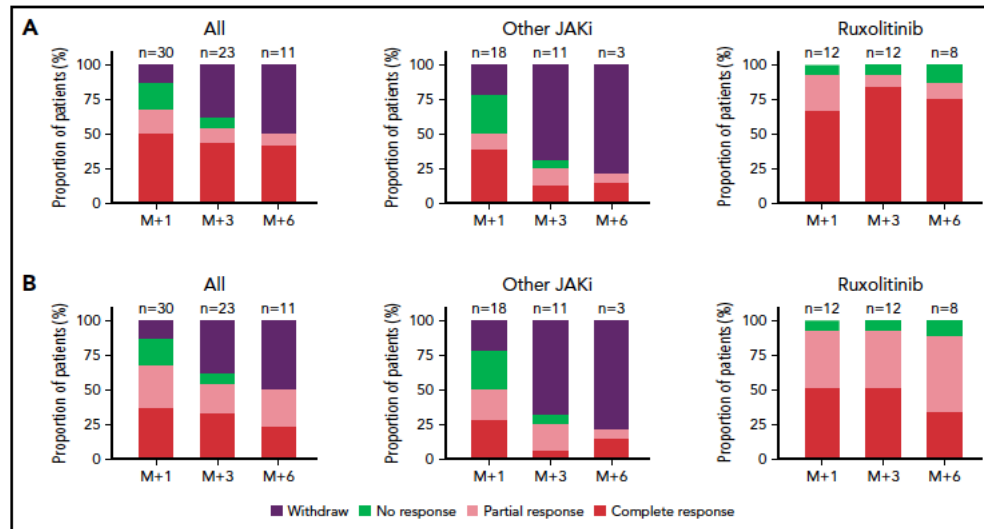 A
All
Other JAKi
Ruxolitinib
n=30 n=23 n=11
n=18 n=11 n=3
n=12 n=12 n=8
Proportion of patients (%)
100
75
50
25
0
M+1 M+3 M+6
Proportion of patients (%)
100
75
50
25
0
M+1 M+3 M+6
Proportion of patients (%)
100
75
50
25
0
M+1 M+3 M+6
B
All
Other JAKi
Ruxolitinib
n=30 n=23 n=11
n=18 n=11 n=3
n=12 n=12 n=8
Proportion of patients (%)
100
75
50
25
0
M+1 M+3 M+6
Proportion of patients (%)
100
75
50
25
0
M+1 M+3 M+6
Proportion of patients (%)
100
75
50
25
0
M+1 M+3 M+6
Withdraw No response Partial response Complete response